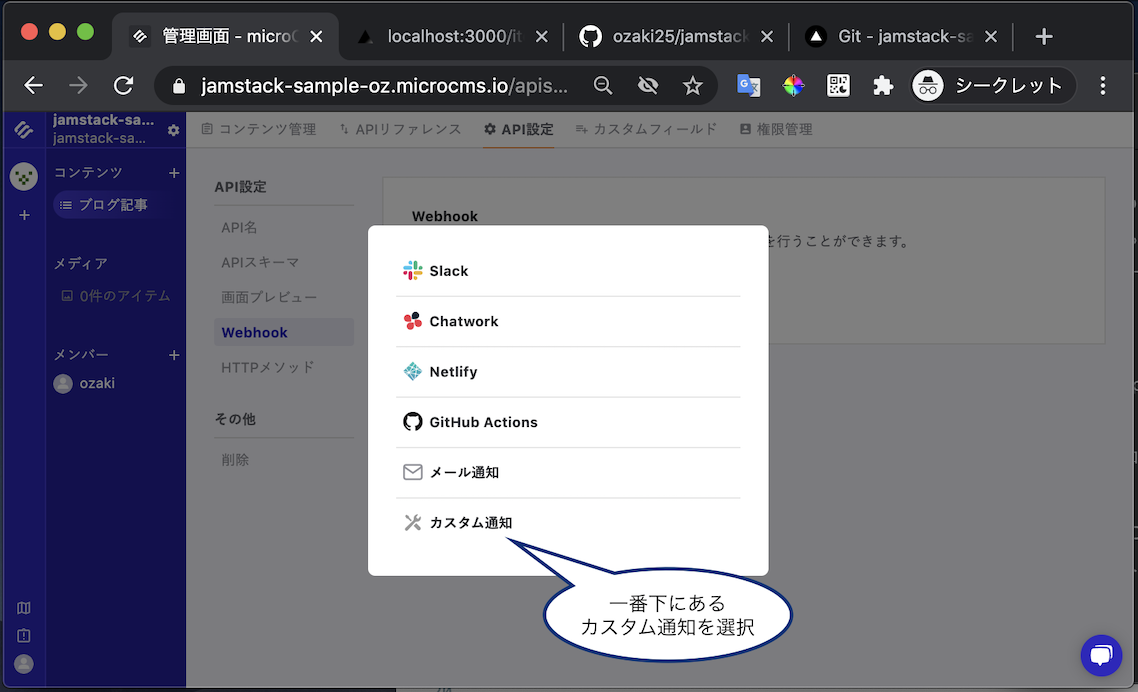 管理画面 - micro
localhost:3000/it
ozaki25/jamstack
Git - jamstack-sa
jamstack-sample-oz.microcms.io/apis...
シークレット
jamstack-sa...
jamstack-sa...
コンテンツ管理
APIリファレンス
API設定
カスタムフィールド
権限管理
コンテンツ
ブログ記事
メディア
0件のアイテム
メンバー
ozaki
API設定
API名
APIスキーマ
画面プレビュー
Webhook
HTTPメソッド
その他
削除
Webhook
を行うことができます。
Slack
Chatwork
Netlify
GitHub Actions
メール通知
カスタム通知
一番下にある
カスタム通知を選択